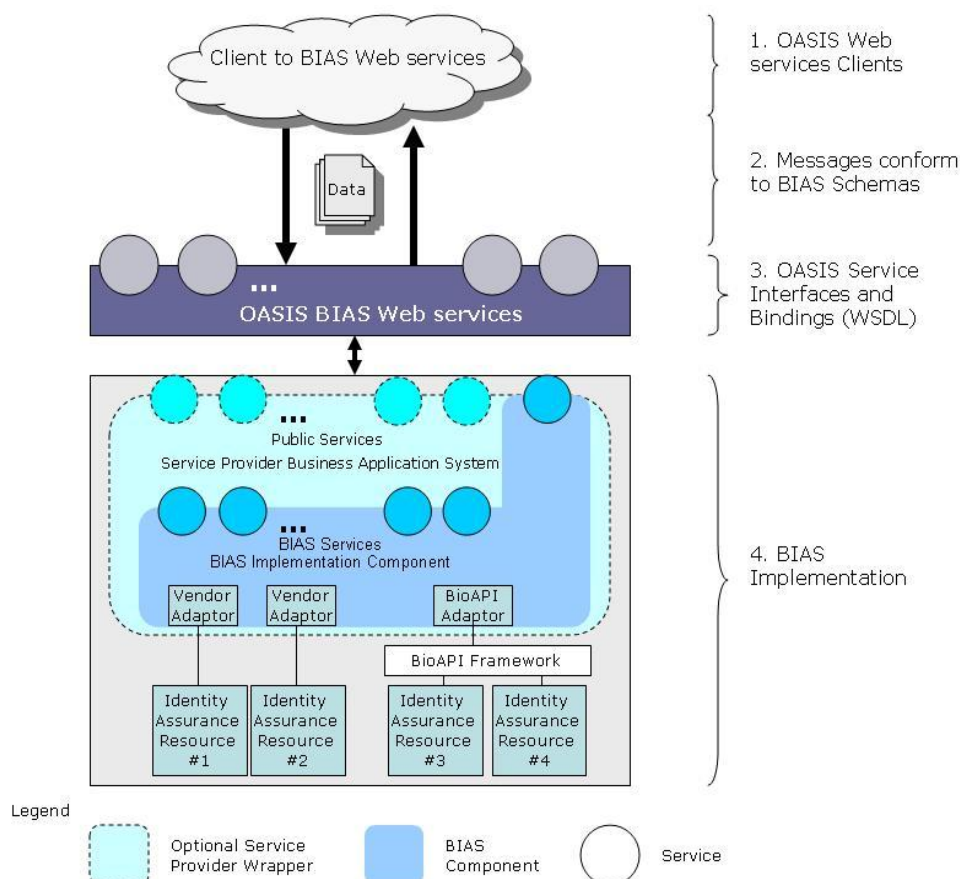 Client to BIAS Web services
1. OASIS Web
services Clients
Data
2. Messages conform
to BIAS Schemas
...
OASIS BIAS Web services
3. OASIS Service
Interfaces and
Bindings (WSDL)
...
Public Services
Service Provider Business Application System
...
BIAS Services
BIAS Implementation Component
Vendor
Adaptor
Vendor
Adaptor
BioAPI
Adaptor
BioAPI Framework
Identity
Assurance
Resource
#1
Identity
Assurance
Resource
#2
Identity
Assurance
Resource
#3
Identity
Assurance
Resource
#4
4. BIAS
Implementation
Legend
Optional Service
Provider Wrapper
BIAS
Component
Service